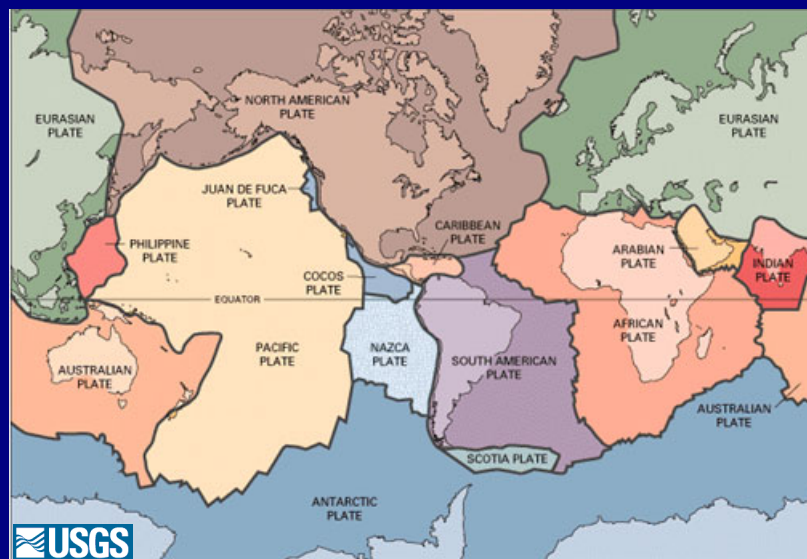 NORTH AMERICAN
PLATE
EURASIAN
PLATE
EURASIAN
PLATE
JUAN DE FUCA
PLATE
CARIBBEAN
PLATE
PHILIPPINE
PLATE
ARABIAN
PLATE
INDIAN
PLATE
COCOS
PLATE
EQUATOR
AFRICAN
PLATE
PACIFIC
PLATE
NAZCA
PLATE
SOUTH AMERICAN
PLATE
AUSTRALIAN
PLATE
AUSTRALIAN
PLATE
SCOTIA PLATE
ANTARCTIC
PLATE
USGS